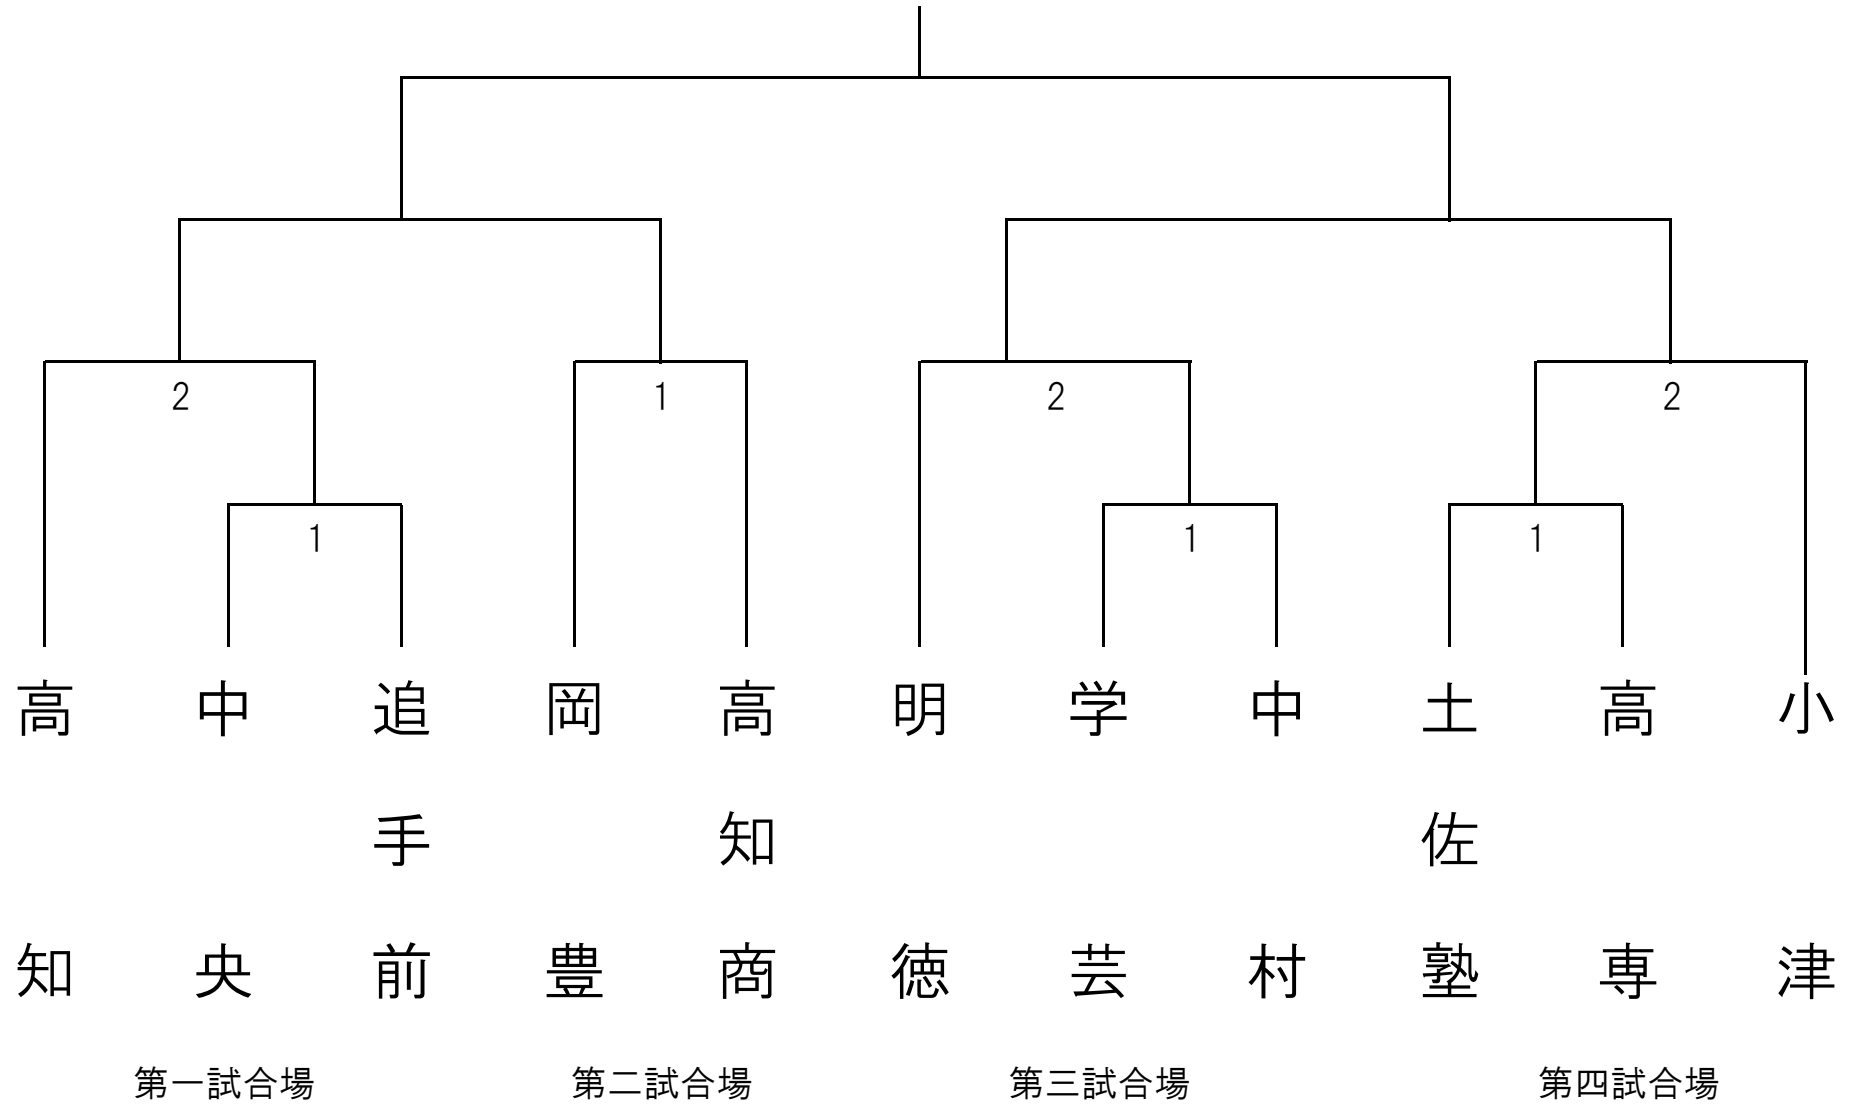 2
1
2
2
1
1
1
高知
中央
追手前
岡豊
高知商
明徳
学芸
中村
土佐塾
高専
小津
第一試合場
第二試合場
第三試合場
第四試合場